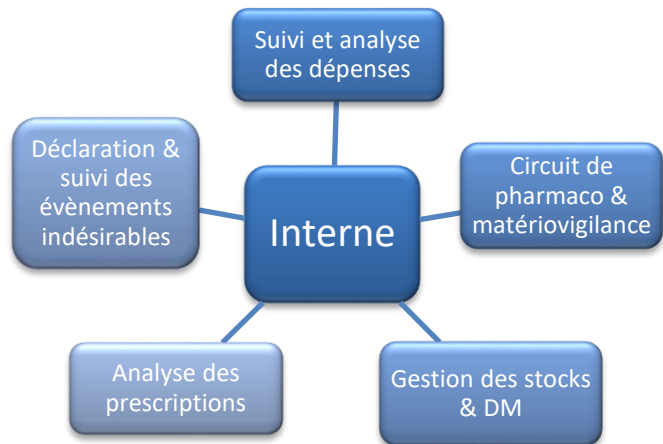 Suivi et analyse
des dépenses
Déclaration &
suivi des
évènements
indésirables
Circuit de
pharmaco &
matériovigilance
Interne
Analyse des
prescriptions
Gestion des stocks
& DM